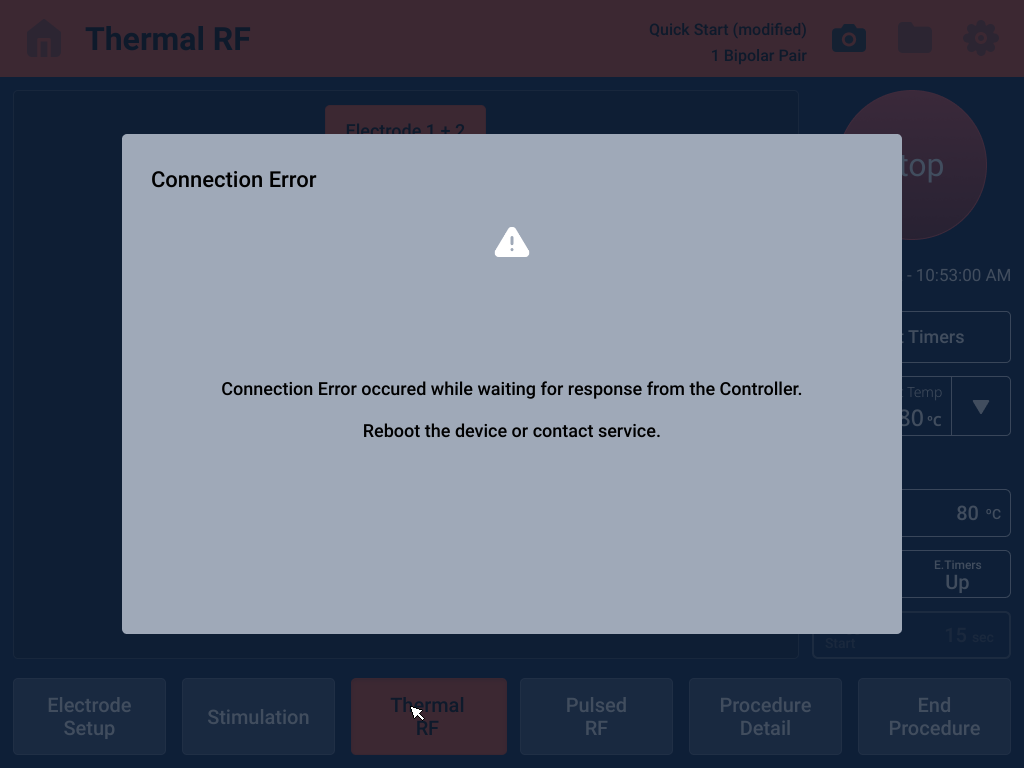 Thermal RF
Quick Start (modified)
1 Bipolar Pair
Electrode 1 + 2
Connection Error
Connection Error occured while waiting for response from the Controller.
Reboot the device or contact service.
- 10:53:00 AM
Timers
Temp
80 °C
80 °C
E.Timers
Up
15 sec
Start
Electrode
Setup
Stimulation
Thermal
RF
Pulsed
RF
Procedure
Detail
End
Procedure